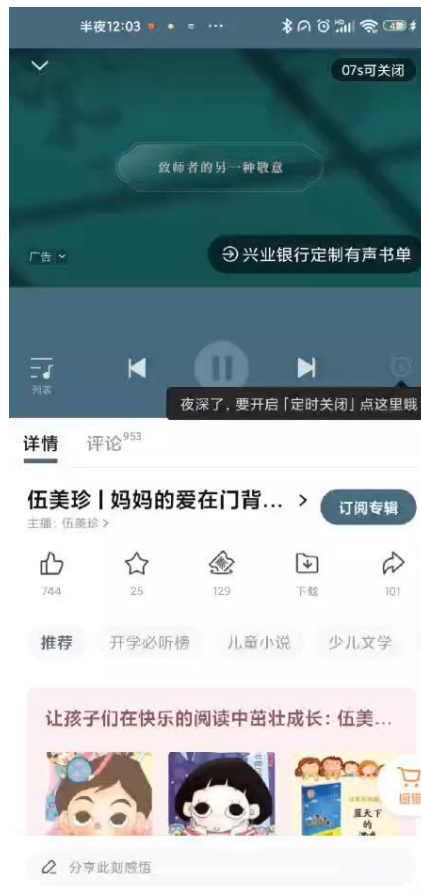 半夜12:03
07s可关闭
致师者的另一种敬意
广告
兴业银行定制有声书单
列表
夜深了，要开启「定时关闭」点这里哦
详情 评论953
伍美珍 | 妈妈的爱在门背... >
订阅专辑
主播: 伍美珍 >
744 25 129 下载 101
推荐 开学必听榜 儿童小说 少儿文学
让孩子们在快乐的阅读中茁壮成长: 伍美...
蓝天下
的
分享此刻感悟